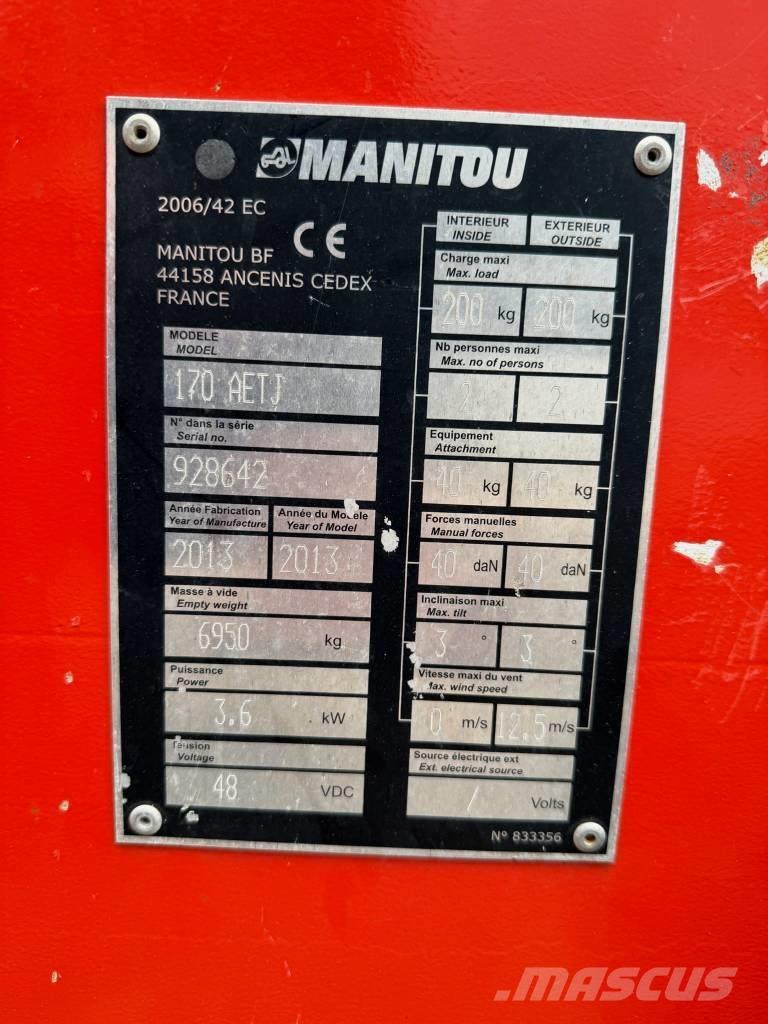 MANITOU
2006/42 EC
CE
MANITOU BF
44158 ANCENIS CEDEX
FRANCE
MODELE
MODEL
170 AETJ
N° dans la série
Serial no.
928642
Année Fabrication
Year of Manufacture
2013
Année du Modele
Year of Model
2013
Masse à vide
Empty weight
6950 kg
Puissance
Power
3.6 kW
Tension
Voltage
48 VDC
INTERIEUR
INSIDE
EXTERIEUR
OUTSIDE
Charge maxi
Max. load
200 kg 200 kg
Nb personnes maxi
Max. no of persons
2 2
Equipement
Attachment
40 kg 40 kg
Forces manuelles
Manual forces
40 daN 40 daN
Inclinaison maxi
Max. tilt
3 ° 3 °
Vitesse maxi du vent
Max. wind speed
0 m/s 12.5 m/s
Source électrique ext
Ext. electrical source
/ Volts
N° 833356
MASCUS